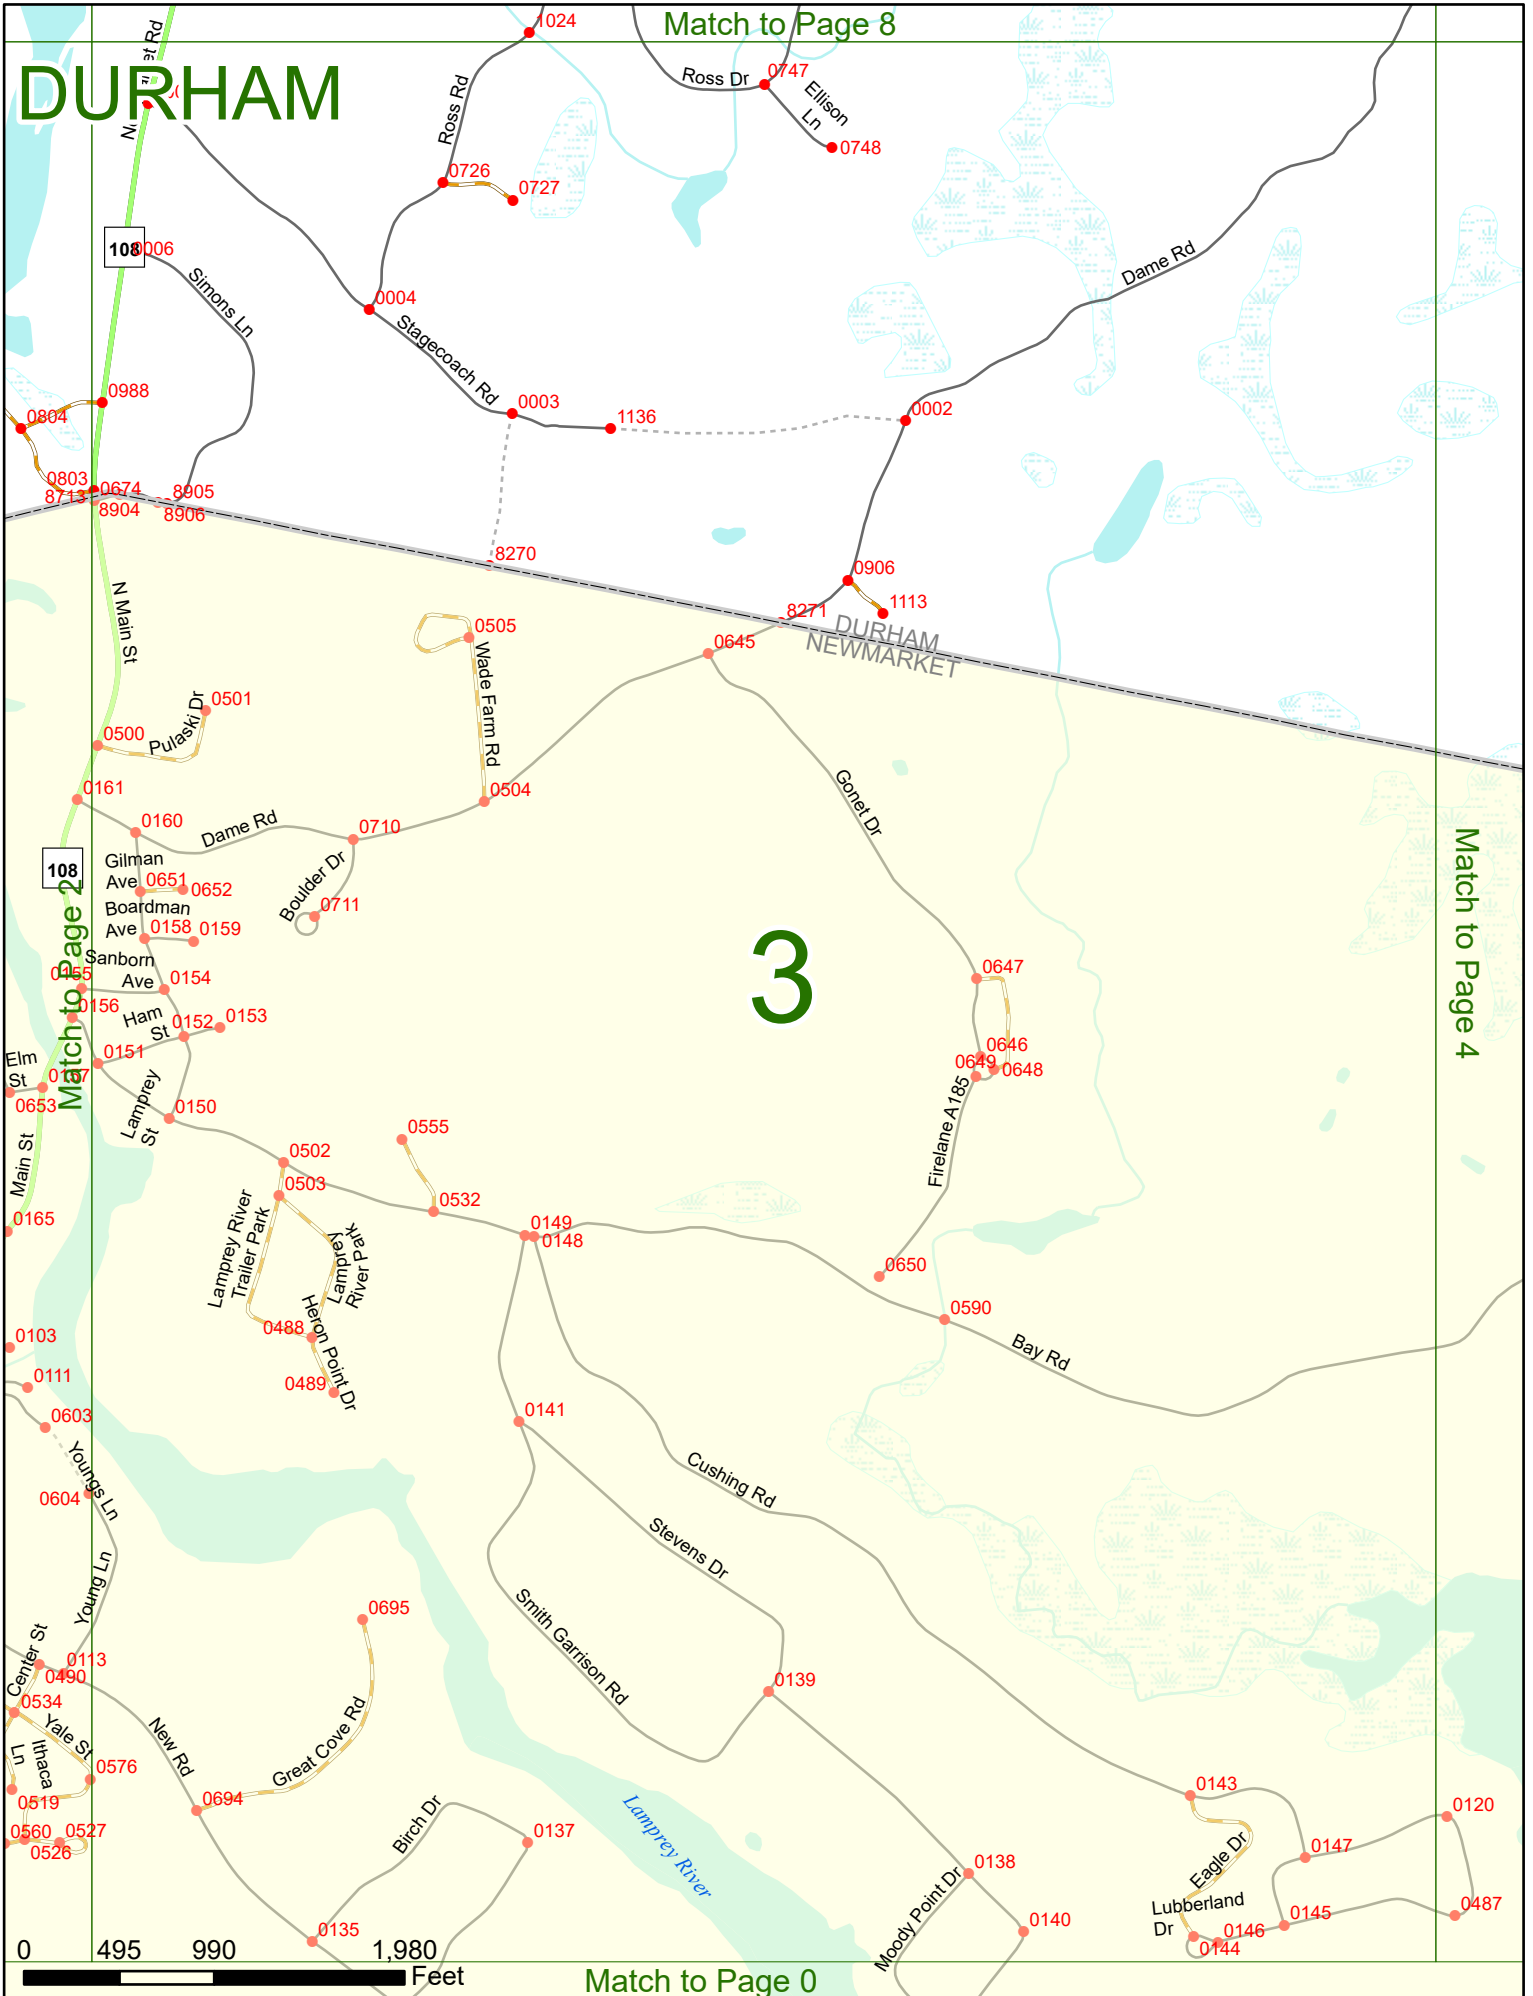 Match to Page 8
DURHAM
1024
Ross Dr
0747
Ellison
Ln
0748
Ross Rd
0726
0727
108
0006
Simons Ln
0004
Stagecoach Rd
0003
1136
0002
Dame Rd
0988
0804
0803
0674
8713
8904
8905
8906
8270
0906
1113
8271
DURHAM
NEWMARKET
0645
N Main St
0505
Wade Farm Rd
0501
Pulaski Dr
0500
0504
0161
0160
Dame Rd
0710
Gonet Dr
108
Gilman
Ave
0651
0652
Boulder Dr
0711
Boardman
Ave
0158
0159
Match to Page 2
Match to Page 4
3
Sanborn
Ave
0155
0154
0156
Ham
St
0152
0153
0151
0647
0646
0649
0648
Firelane A185
Elm
St
0157
0653
Lamprey
St
0150
Main St
0555
0502
0503
0532
0149
0148
0165
Lamprey River
Trailer Park
Lamprey
River Park
0650
0590
Bay Rd
0488
Heron Point Dr
0489
0103
0111
0603
Youngs Ln
0604
0141
Cushing Rd
Stevens Dr
Young Ln
Smith Garrison Rd
0695
Center St
0113
0490
0534
Yale St
New Rd
Great Cove Rd
0139
Ithaca
Ln
0576
0519
0694
0560
0527
0526
Birch Dr
0137
Lamprey River
0143
0120
0147
Eagle Dr
0138
Moody Point Dr
Lubberland
Dr
0487
0145
0146
0144
0140
0135
0 495 990 1,980
Feet
Match to Page 0